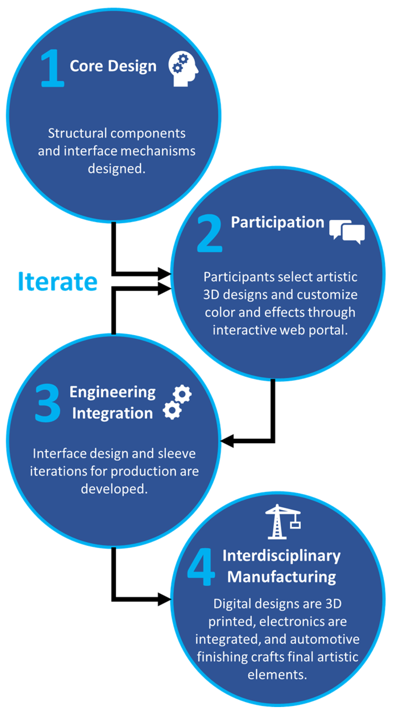 1 Core Design
Structural components
and interface mechanisms
designed.
2 Participation
Participants select artistic
3D designs and customize
color and effects through
interactive web portal.
Iterate
3 Engineering
Integration
Interface design and sleeve
iterations for production are
developed.
4 Interdisciplinary
Manufacturing
Digital designs are 3D
printed, electronics are
integrated, and automotive
finishing crafts final artistic
elements.